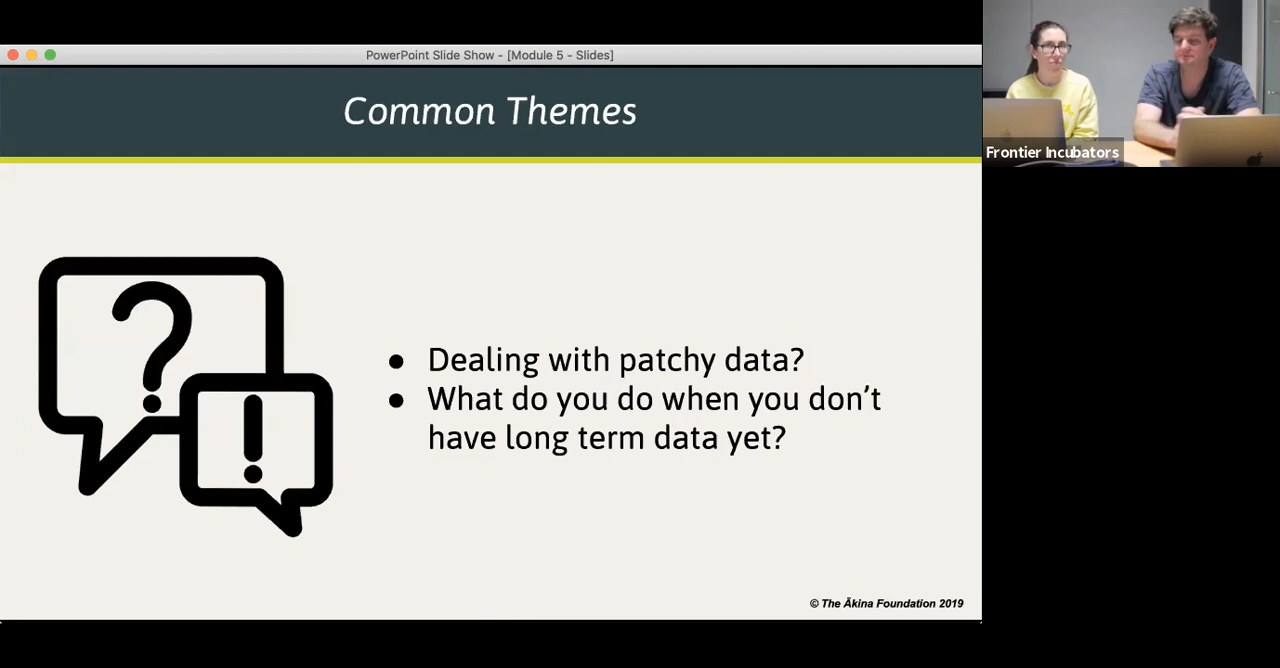 PowerPoint Slide Show - [Module 5 - Slides]
Common Themes
Frontier Incubators
?
!
● Dealing with patchy data?
● What do you do when you don’t
have long term data yet?
© The Ākina Foundation 2019